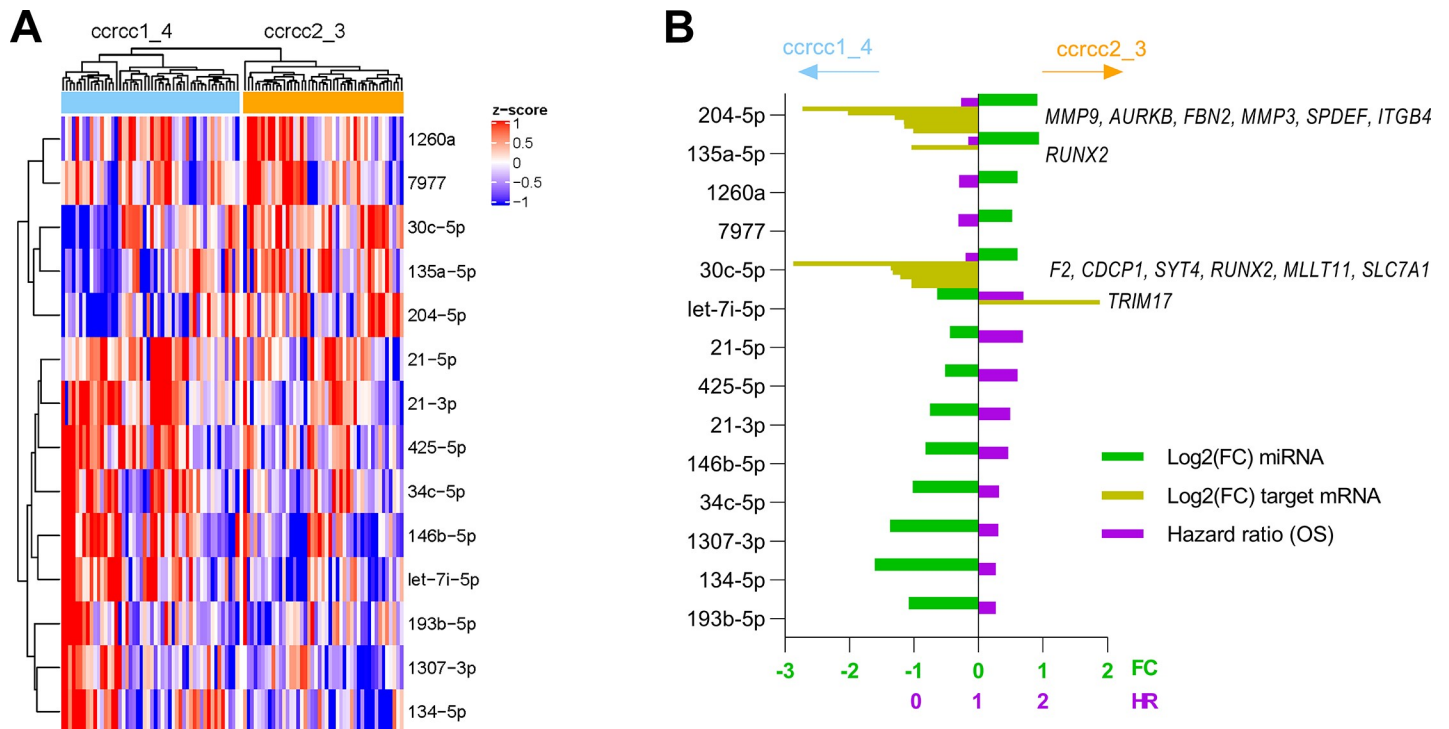 A
ccrcc1_4
ccrcc2_3
z−score
1
0.5
0
−0.5
−1
1260a
7977
30c−5p
135a−5p
204−5p
21−5p
21−3p
425−5p
34c−5p
146b−5p
let−7i−5p
193b−5p
1307−3p
134−5p
B
ccrcc1_4
ccrcc2_3
204-5p
MMP9, AURKB, FBN2, MMP3, SPDEF, ITGB4
135a-5p
RUNX2
1260a
7977
30c-5p
F2, CDCP1, SYT4, RUNX2, MLLT11, SLC7A1
let-7i-5p
TRIM17
21-5p
425-5p
21-3p
146b-5p
34c-5p
1307-3p
134-5p
193b-5p
Log2(FC) miRNA
Log2(FC) target mRNA
Hazard ratio (OS)
-3 -2 -1 0 1 2 FC
0 1 2 HR